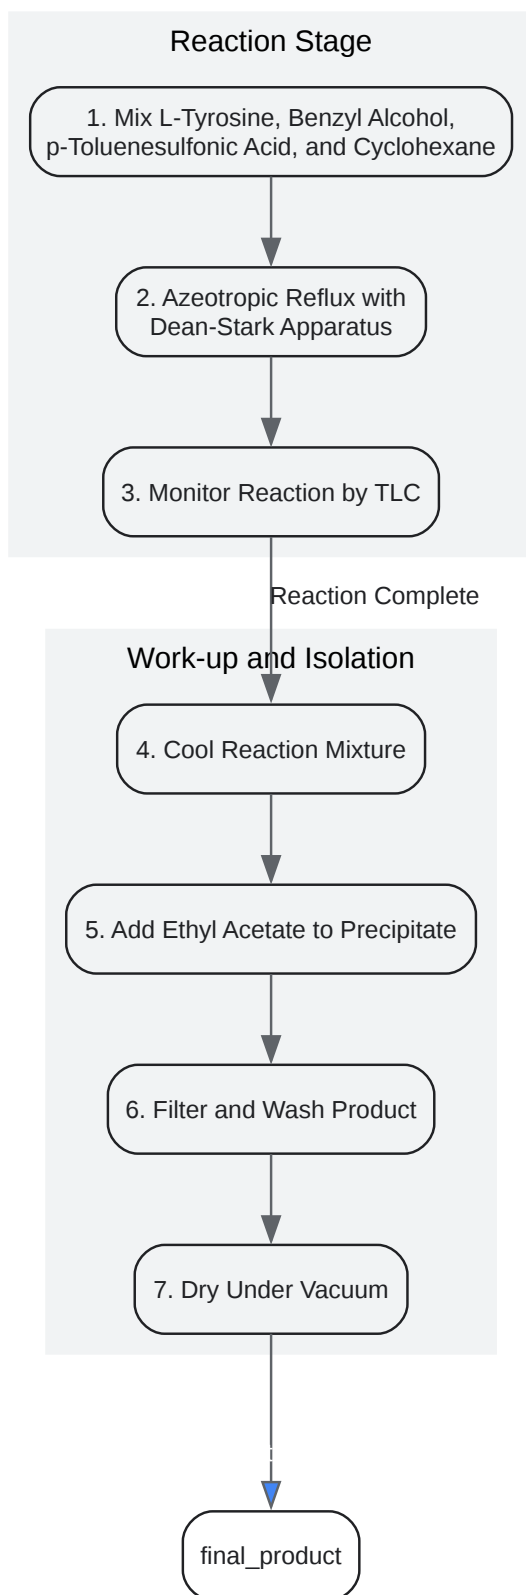 Reaction Stage
1. Mix L-Tyrosine, Benzyl Alcohol,
p-Toluenesulfonic Acid, and Cyclohexane
2. Azeotropic Reflux with
Dean-Stark Apparatus
3. Monitor Reaction by TLC
Reaction Complete
Work-up and Isolation
4. Cool Reaction Mixture
5. Add Ethyl Acetate to Precipitate
6. Filter and Wash Product
7. Dry Under Vacuum
final_product